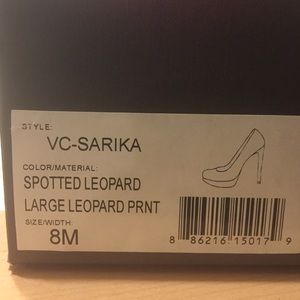 STYLE:
VC-SARIKA
COLOR/MATERIAL:
SPOTTED LEOPARD
LARGE LEOPARD PRNT
SIZE/WIDTH:
8M
8 86216 15017 9